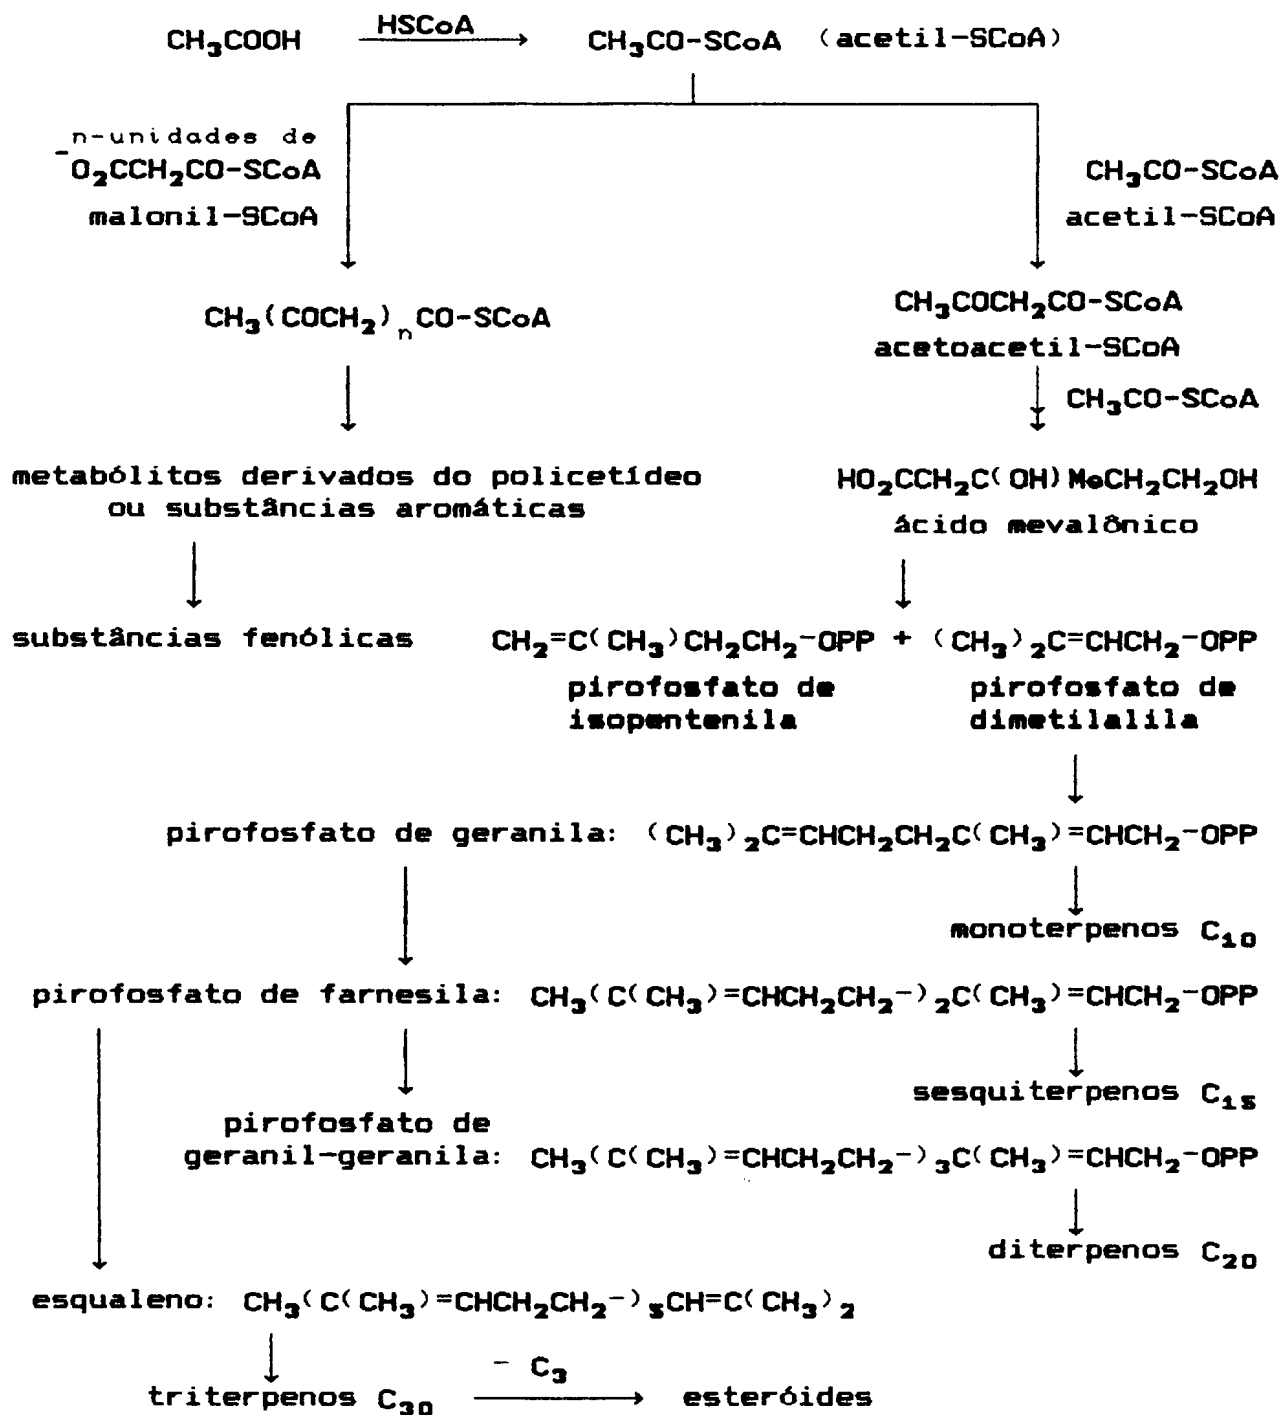 CH₃COOH HSCoA CH₃CO-SCoA (acetil-SCoA)
n-unidades de
⁻O₂CCH₂CO-SCoA
malonil-SCoA
CH₃CO-SCoA
acetil-SCoA
CH₃(COCH₂)ₙCO-SCoA
CH₃COCH₂CO-SCoA
acetoacetil-SCoA
CH₃CO-SCoA
metabólitos derivados do policetídeo
ou substâncias aromáticas
HO₂CCH₂C(OH)MeCH₂CH₂OH
ácido mevalônico
substâncias fenólicas
CH₂=C(CH₃)CH₂CH₂-OPP + (CH₃)₂C=CHCH₂-OPP
pirofosfato de
isopentenila
pirofosfato de
dimetilalila
pirofosfato de geranila: (CH₃)₂C=CHCH₂CH₂C(CH₃)=CHCH₂-OPP
monoterpenos C₁₀
pirofosfato de farnesila: CH₃(C(CH₃)=CHCH₂CH₂-)₂C(CH₃)=CHCH₂-OPP
sesquiterpenos C₁₅
pirofosfato de
geranil-geranila: CH₃(C(CH₃)=CHCH₂CH₂-)₃C(CH₃)=CHCH₂-OPP
diterpenos C₂₀
esqualeno: CH₃(C(CH₃)=CHCH₂CH₂-)₅CH=C(CH₃)₂
triterpenos C₃₀ - C₃ esteróides